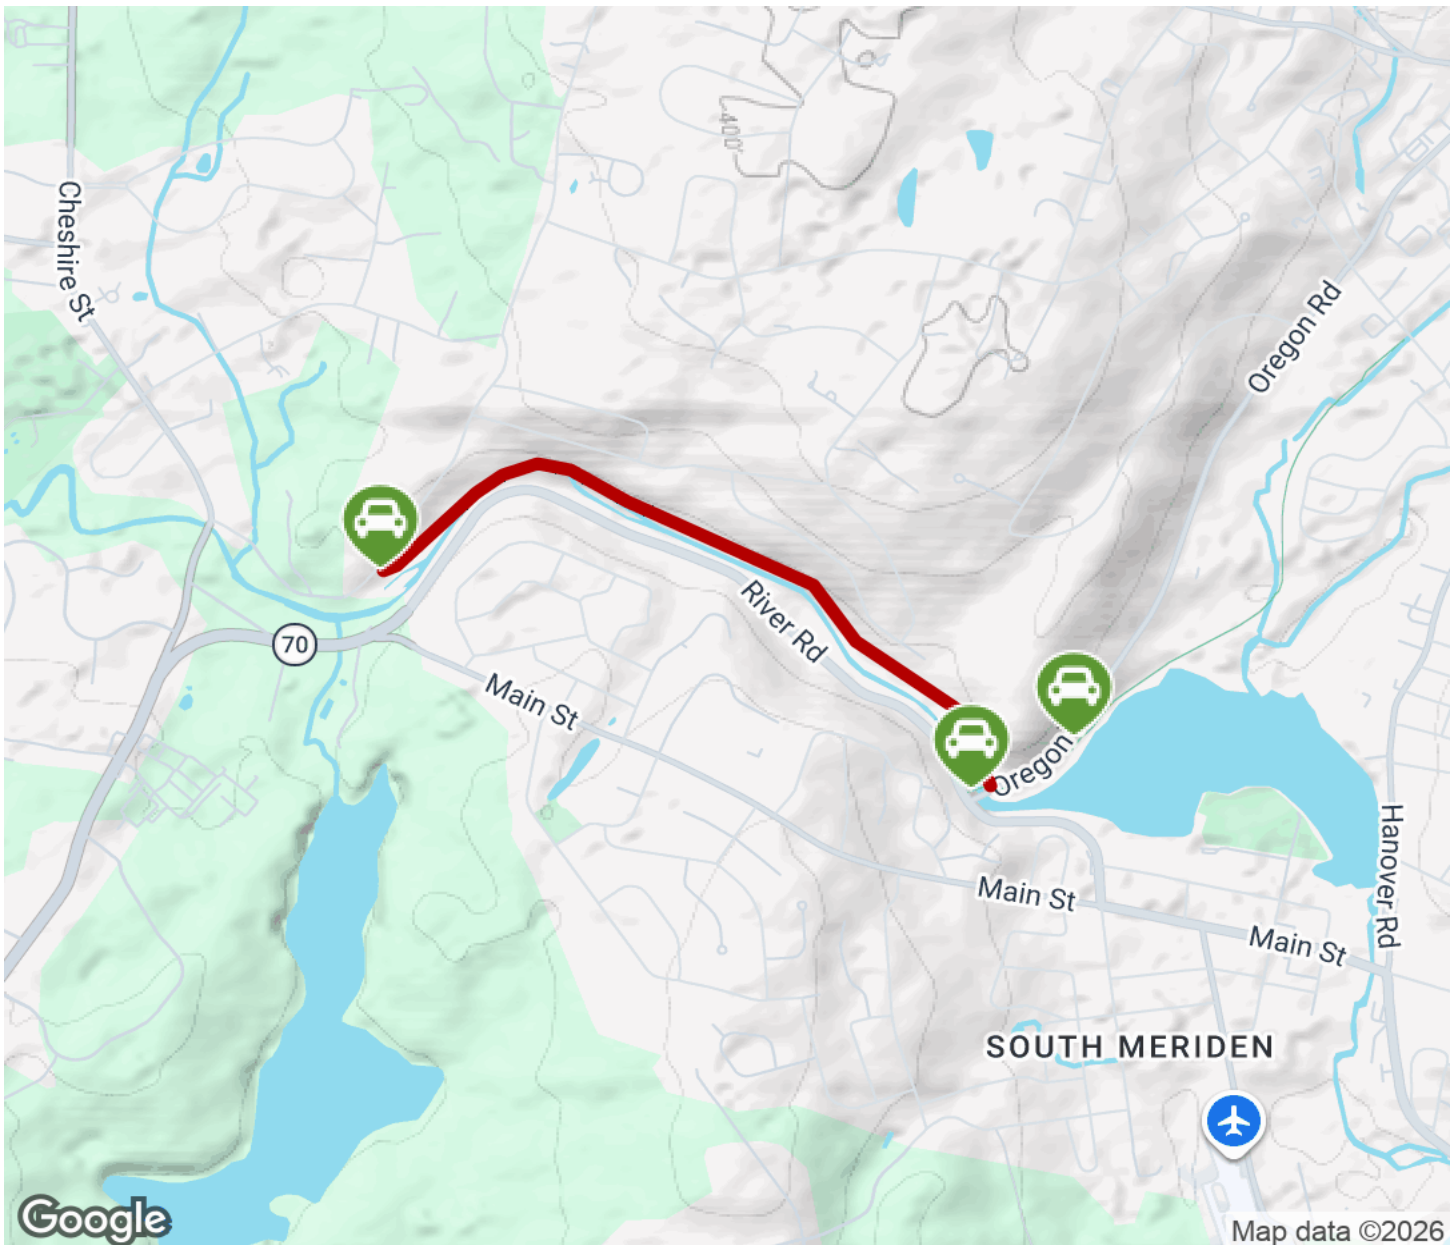 400'
Cheshire St
Oregon Rd
River Rd
70
Main St
Oregon
Main St
Main St
Hanover Rd
SOUTH MERIDEN
Google
Map data ©2026